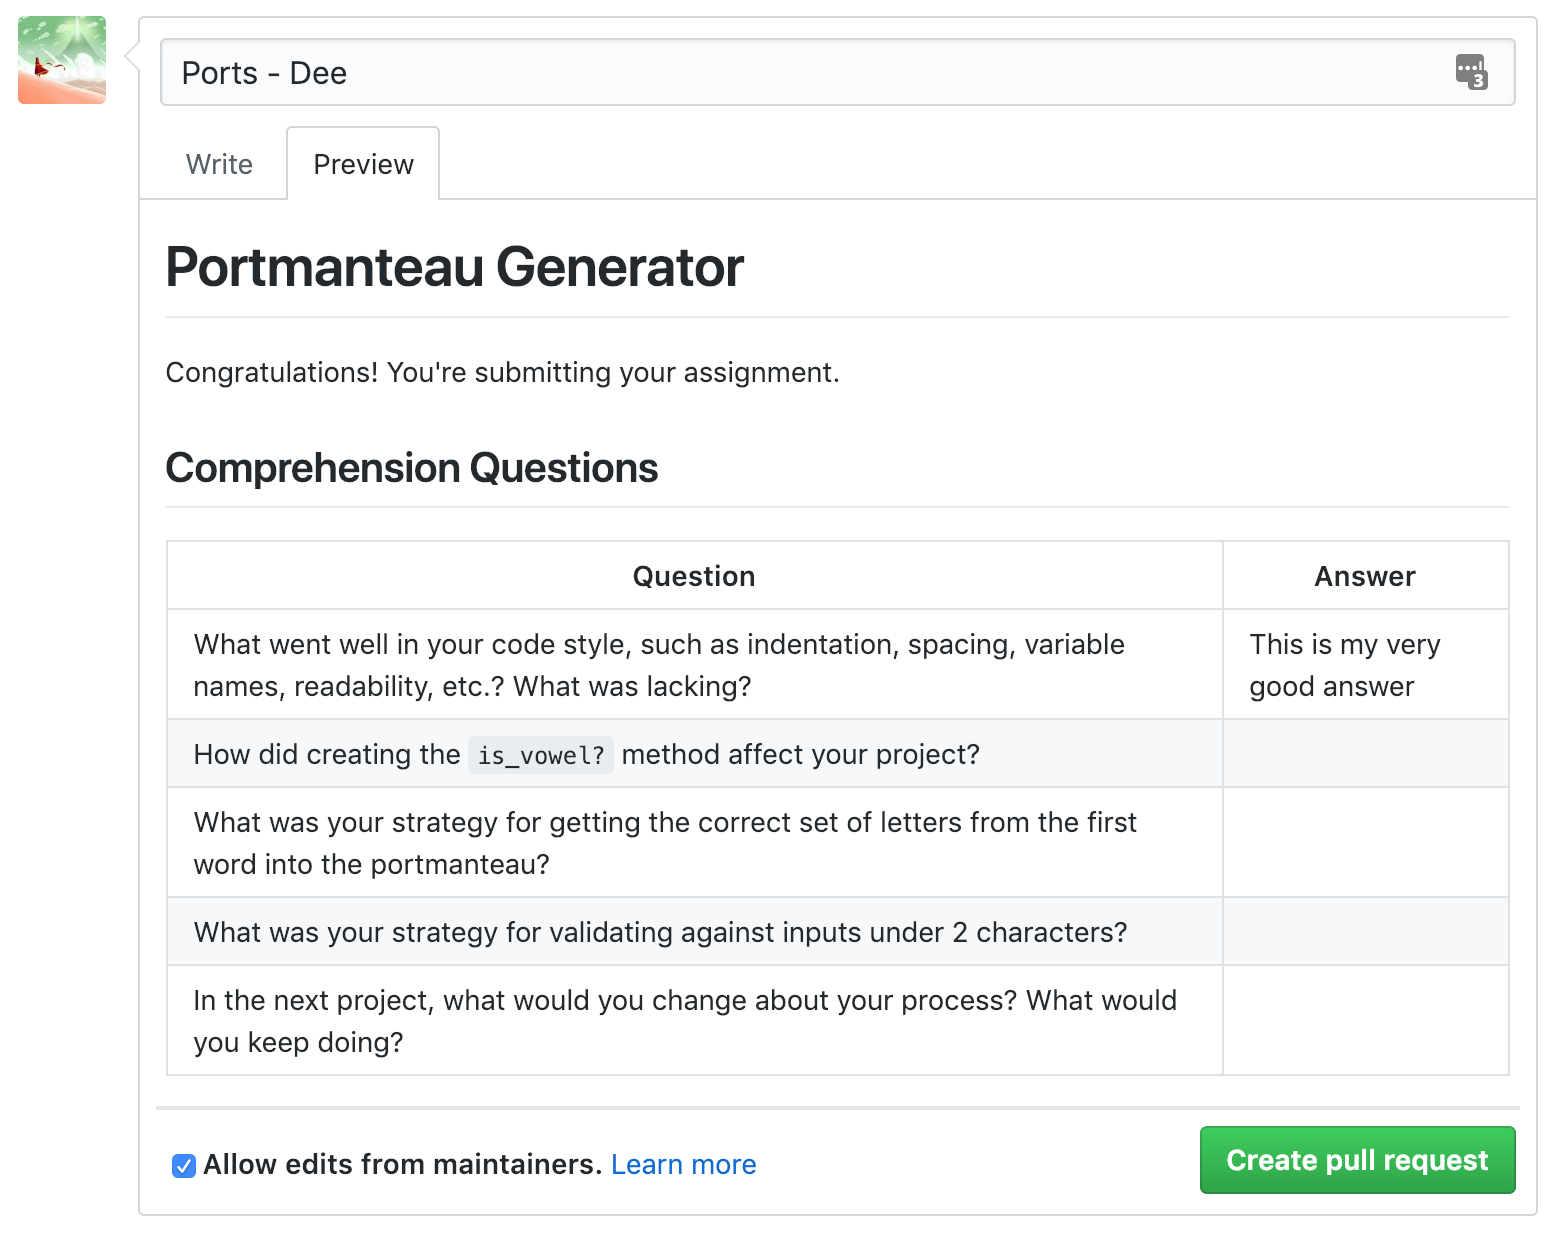 Ports - Dee
3
Write
Preview
Portmanteau Generator
Congratulations! You're submitting your assignment.
Comprehension Questions
Question
Answer
What went well in your code style, such as indentation, spacing, variable
names, readability, etc.? What was lacking?
This is my very
good answer
How did creating the is_vowel? method affect your project?
What was your strategy for getting the correct set of letters from the first
word into the portmanteau?
What was your strategy for validating against inputs under 2 characters?
In the next project, what would you change about your process? What would
you keep doing?
Allow edits from maintainers. Learn more
Create pull request